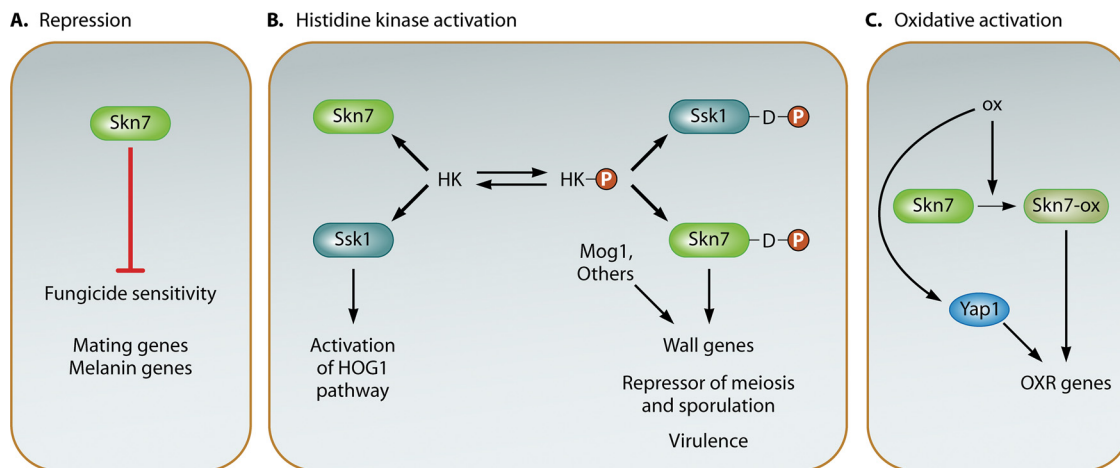 A. Repression
Skn7
Fungicide sensitivity
Mating genes
Melanin genes
B. Histidine kinase activation
Skn7
HK
Ssk1
Activation
of HOG1
pathway
HK–P
Ssk1–D–P
Skn7–D–P
Mog1,
Others
Wall genes
Repressor of meiosis
and sporulation
Virulence
C. Oxidative activation
ox
Skn7
Skn7-ox
Yap1
OXR genes